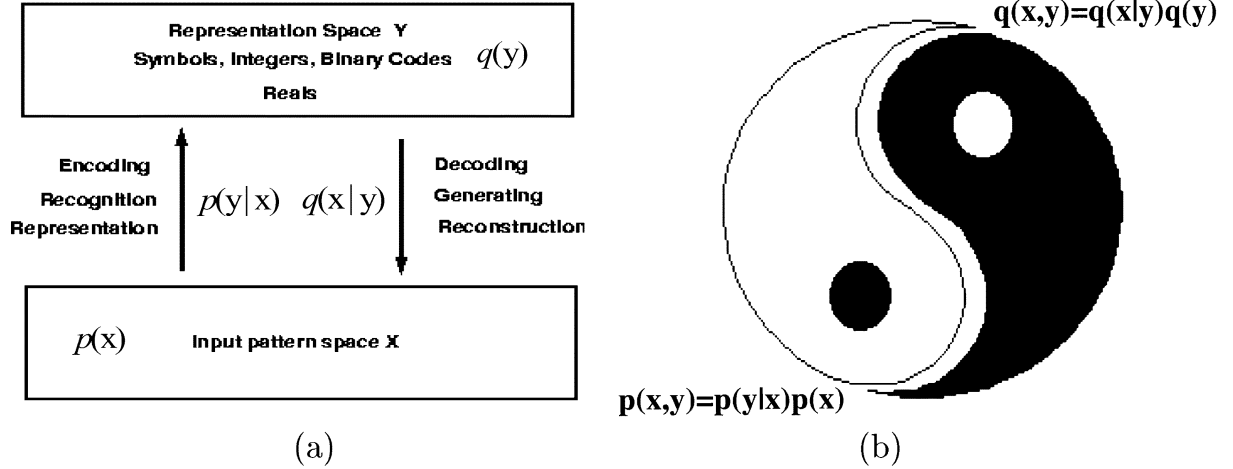 Representation Space Y
Symbols, Integers, Binary Codes q(y)
Reals
Encoding
Recognition
Representation
p(y|x) q(x|y)
Decoding
Generating
Reconstruction
p(x) Input pattern space X
(a)
q(x,y)=q(x|y)q(y)
p(x,y)=p(y|x)p(x)
(b)